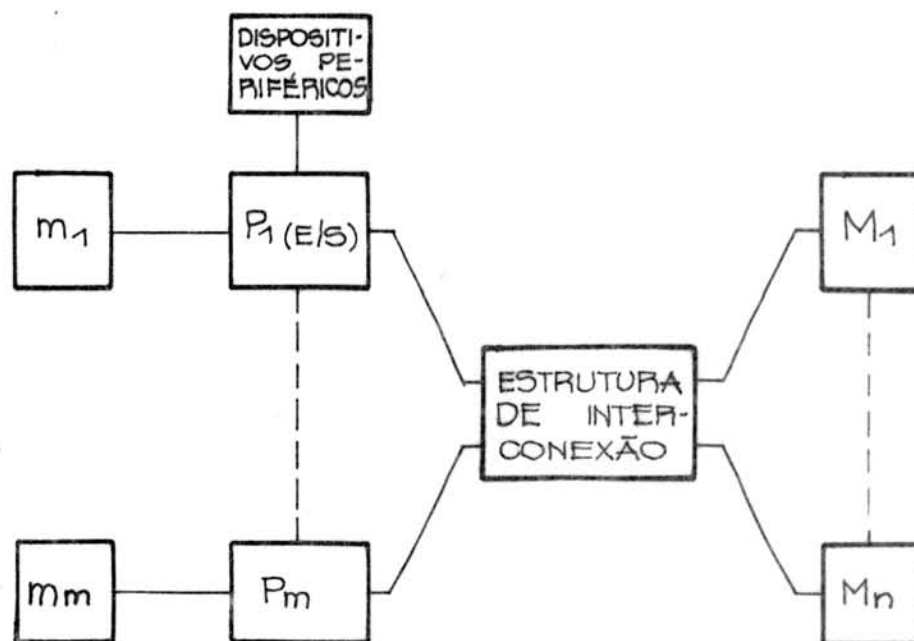 DISPOSITI-
VOS PE-
RIFÉRICOS
m1
P1 (E/S)
M1
ESTRUTURA
DE INTER-
CONEXÃO
mm
Pm
Mn